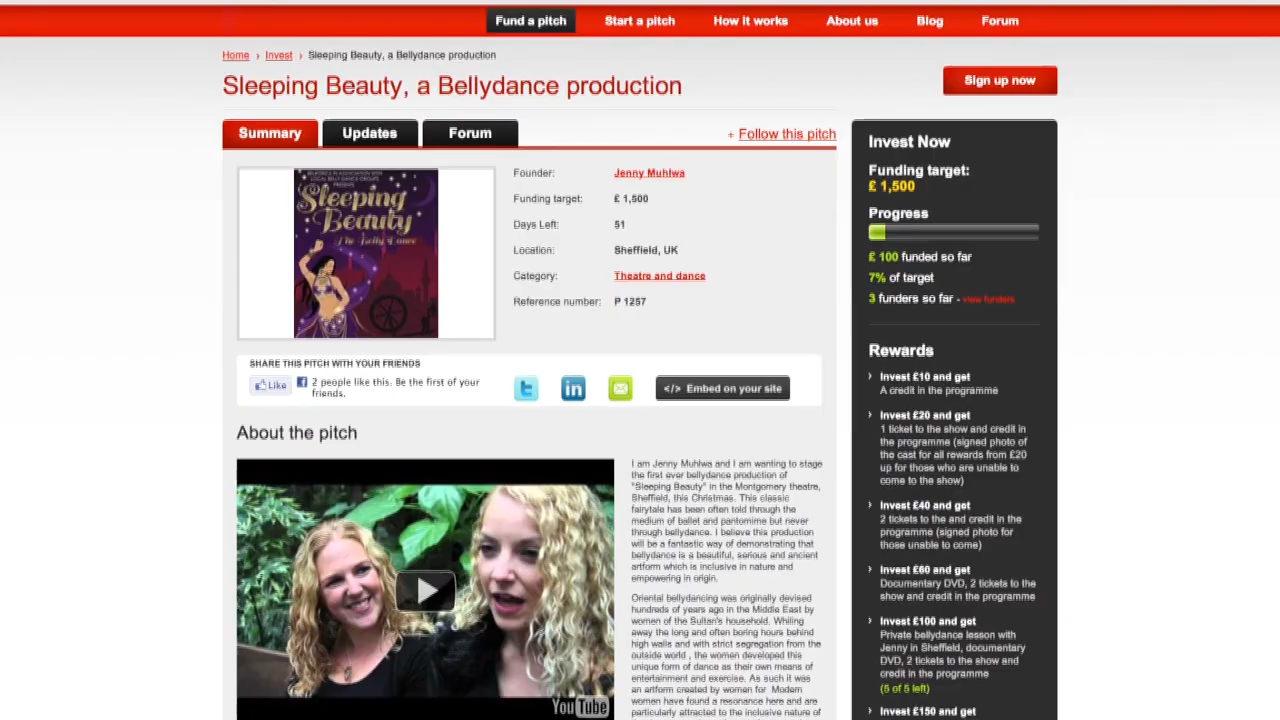 Fund a pitch
Start a pitch
How it works
About us
Blog
Forum
Home › Invest › Sleeping Beauty, a Bellydance production
Sleeping Beauty, a Bellydance production
Sign up now
Summary
Updates
Forum
+ Follow this pitch
BELAFONICA IN ASSOCIATION WITH
LOCAL BELLY DANCE GROUPS
PRESENTS
Sleeping
Beauty
The Belly Dance
Founder: Jenny Muhlwa
Funding target: £ 1,500
Days Left: 51
Location: Sheffield, UK
Category: Theatre and dance
Reference number: P 1257
SHARE THIS PITCH WITH YOUR FRIENDS
Like
2 people like this. Be the first of your
friends.
</> Embed on your site
About the pitch
YouTube
I am Jenny Muhlwa and I am wanting to stage
the first ever bellydance production of
"Sleeping Beauty" in the Montgomery theatre,
Sheffield, this Christmas. This classic
fairytale has been often told through the
medium of ballet and pantomime but never
through bellydance. I believe this production
will be a fantastic way of demonstrating that
bellydance is a beautiful, serious and ancient
artform which is inclusive in nature and
empowering in origin.
Oriental bellydancing was originally devised
hundreds of years ago in the Middle East by
women of the Sultan's household. Whiling
away the long and often boring hours behind
high walls and with strict segregation from the
outside world , the women developed this
unique form of dance as their own means of
entertainment and exercise. As such it was
an artform created by women for Modern
women have found a resonance here and are
particularly attracted to the inclusive nature of
Invest Now
Funding target:
£ 1,500
Progress
£ 100 funded so far
7% of target
3 funders so far - view funders
Rewards
› Invest £10 and get
A credit in the programme
› Invest £20 and get
1 ticket to the show and credit in
the programme (signed photo of
the cast for all rewards from £20
up for those who are unable to
come to the show)
› Invest £40 and get
2 tickets to the and credit in the
programme (signed photo for
those unable to come)
› Invest £60 and get
Documentary DVD, 2 tickets to the
show and credit in the programme
› Invest £100 and get
Private bellydance lesson with
Jenny in Sheffield, documentary
DVD, 2 tickets to the show and
credit in the programme
(5 of 5 left)
› Invest £150 and get